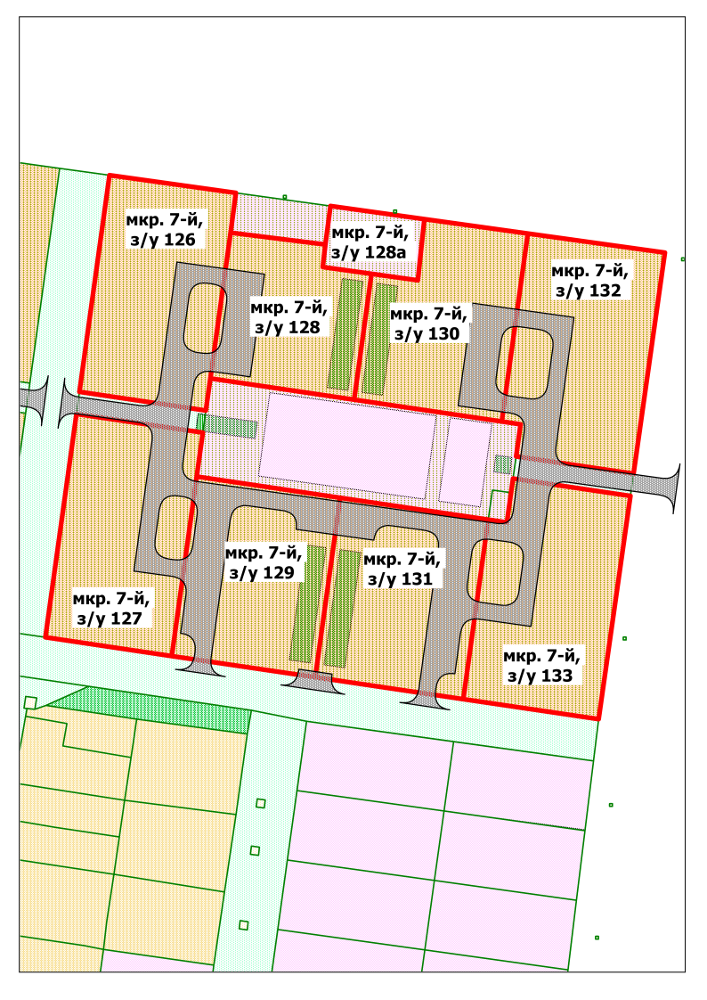 мкр. 7-й,
з/у 126
мкр. 7-й,
з/у 128а
мкр. 7-й,
з/у 132
мкр. 7-й,
з/у 128
мкр. 7-й,
з/у 130
мкр. 7-й,
з/у 129
мкр. 7-й,
з/у 131
мкр. 7-й,
з/у 127
мкр. 7-й,
з/у 133